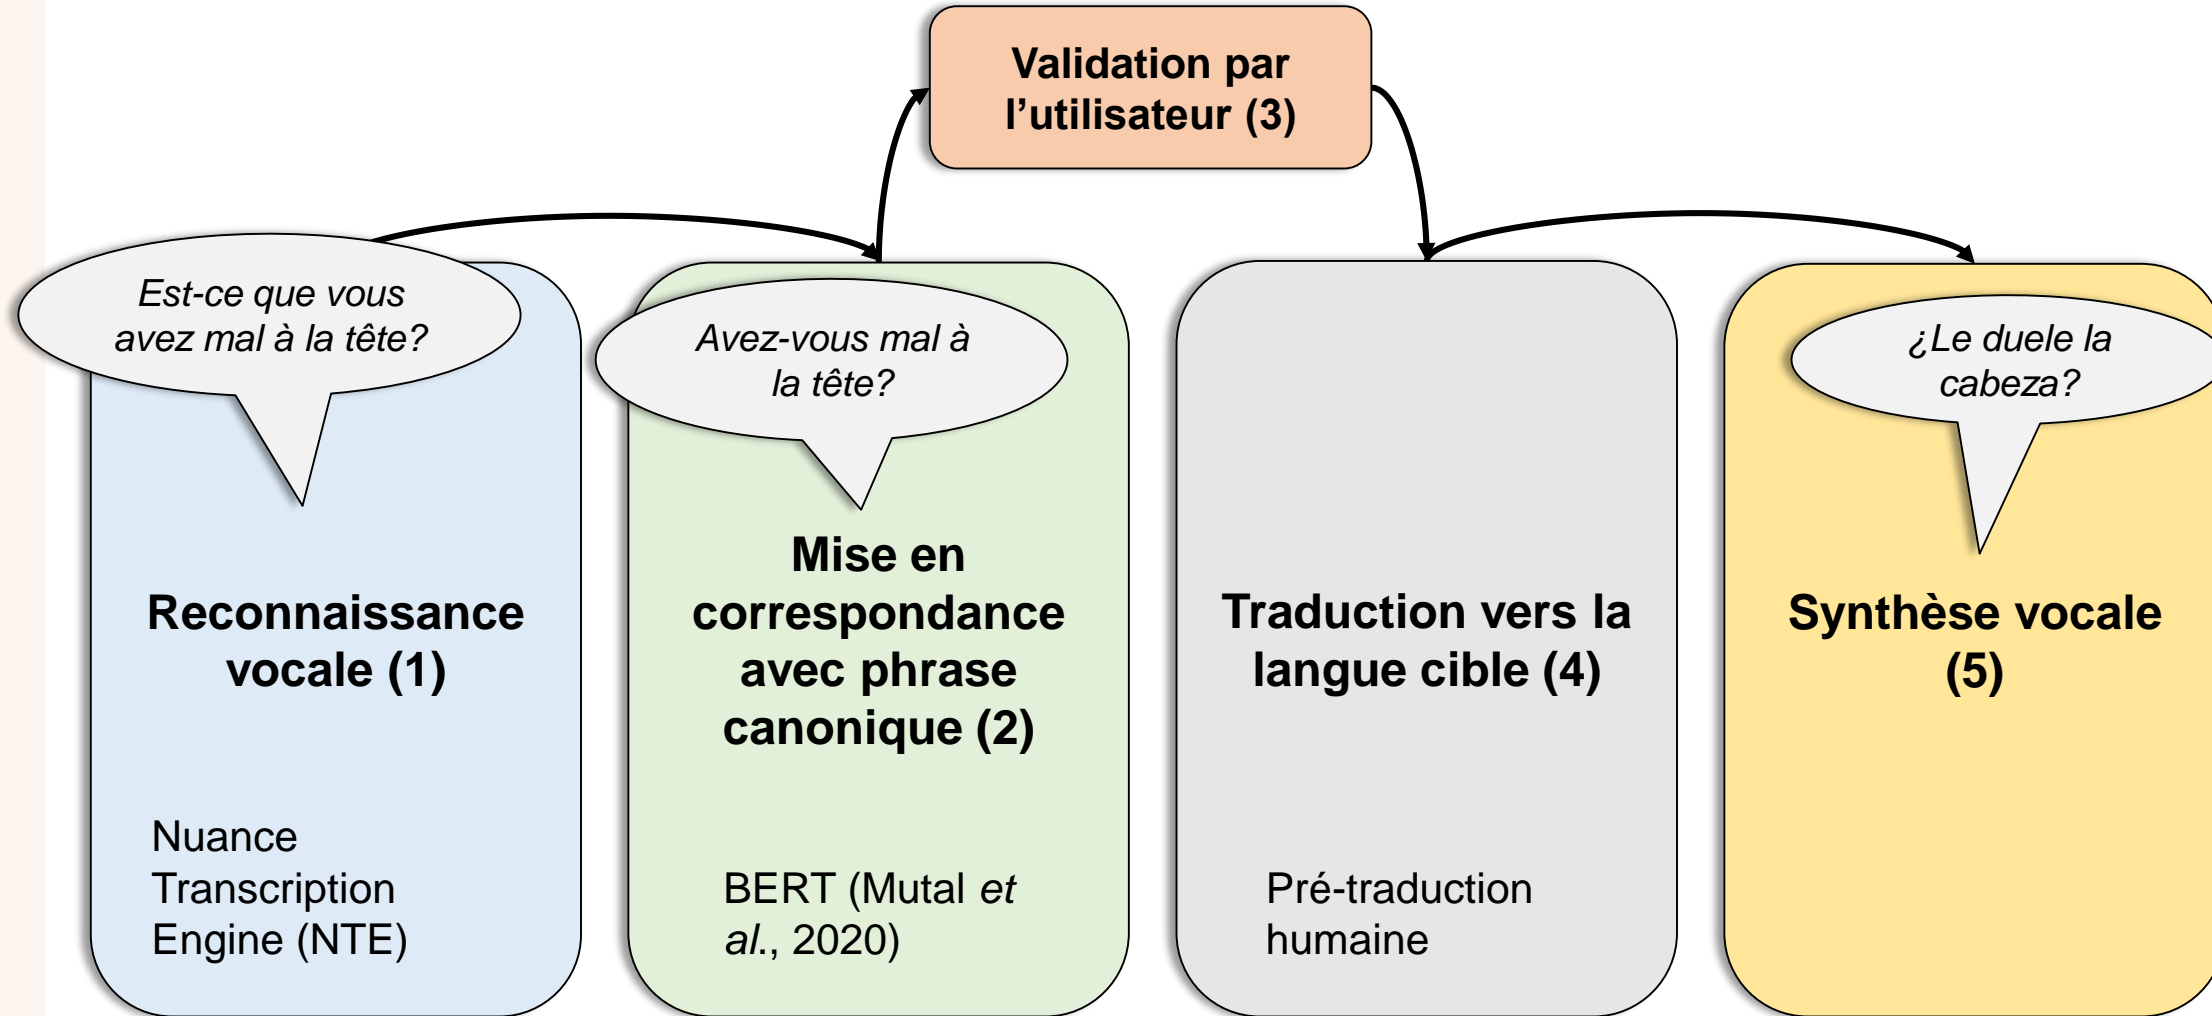 Validation par
l’utilisateur (3)
Est-ce que vous
avez mal à la tête?
Reconnaissance
vocale (1)
Nuance
Transcription
Engine (NTE)
Avez-vous mal à
la tête?
Mise en
correspondance
avec phrase
canonique (2)
BERT (Mutal et
al., 2020)
Traduction vers la
langue cible (4)
Pré-traduction
humaine
¿Le duele la
cabeza?
Synthèse vocale
(5)